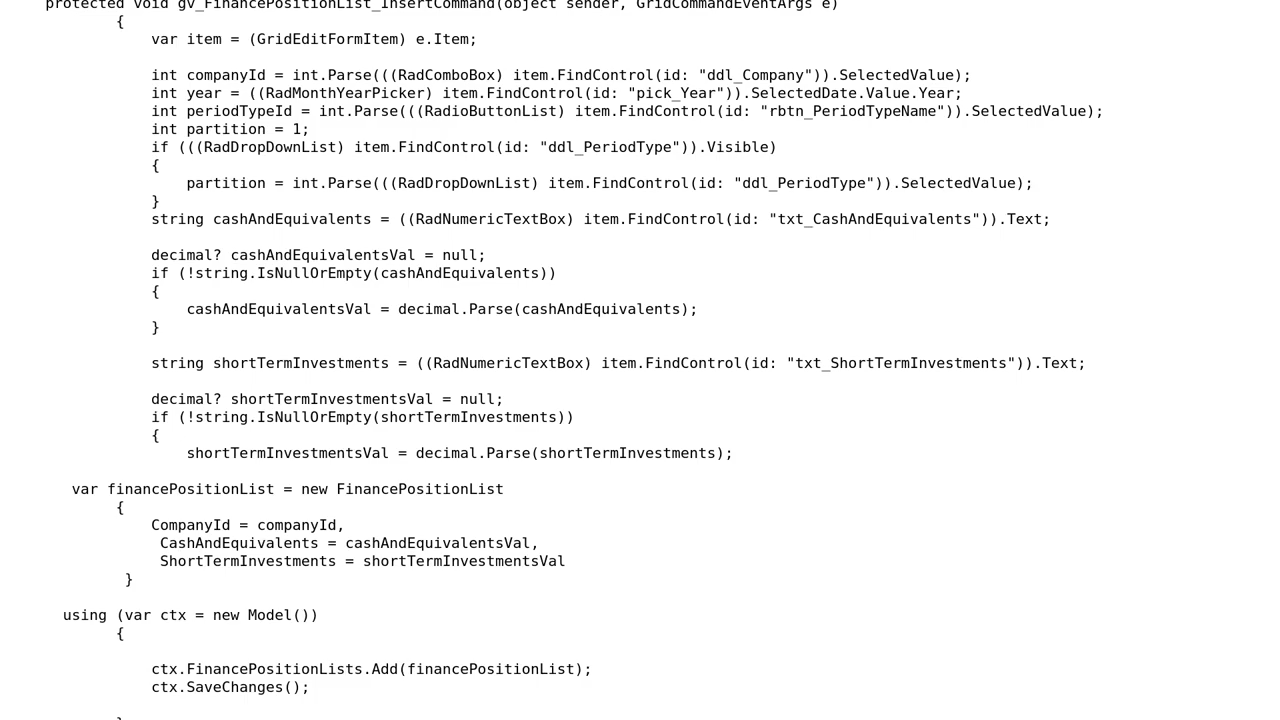 protected void gv_FinancePositionList_InsertCommand(object sender, GridCommandEventArgs e)
{
var item = (GridEditFormItem) e.Item;
int companyId = int.Parse(((RadComboBox) item.FindControl(id: "ddl_Company")).SelectedValue);
int year = ((RadMonthYearPicker) item.FindControl(id: "pick_Year")).SelectedDate.Value.Year;
int periodTypeId = int.Parse(((RadioButtonList) item.FindControl(id: "rbtn_PeriodTypeName")).SelectedValue);
int partition = 1;
if (((RadDropDownList) item.FindControl(id: "ddl_PeriodType")).Visible)
{
partition = int.Parse(((RadDropDownList) item.FindControl(id: "ddl_PeriodType")).SelectedValue);
}
string cashAndEquivalents = ((RadNumericTextBox) item.FindControl(id: "txt_CashAndEquivalents")).Text;
decimal? cashAndEquivalentsVal = null;
if (!string.IsNullOrEmpty(cashAndEquivalents))
{
cashAndEquivalentsVal = decimal.Parse(cashAndEquivalents);
}
string shortTermInvestments = ((RadNumericTextBox) item.FindControl(id: "txt_ShortTermInvestments")).Text;
decimal? shortTermInvestmentsVal = null;
if (!string.IsNullOrEmpty(shortTermInvestments))
{
shortTermInvestmentsVal = decimal.Parse(shortTermInvestments);
var financePositionList = new FinancePositionList
{
CompanyId = companyId,
CashAndEquivalents = cashAndEquivalentsVal,
ShortTermInvestments = shortTermInvestmentsVal
}
using (var ctx = new Model())
{
ctx.FinancePositionLists.Add(financePositionList);
ctx.SaveChanges();
}